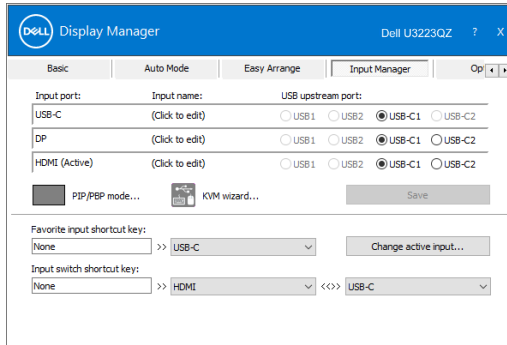 DELL Display Manager Dell U3223QZ ? X
Basic Auto Mode Easy Arrange Input Manager Op
Input port: Input name: USB upstream port:
USB-C (Click to edit) USB1 USB2 USB-C1 USB-C2
DP (Click to edit) USB1 USB2 USB-C1 USB-C2
HDMI (Active) (Click to edit) USB1 USB2 USB-C1 USB-C2
PIP/PBP mode... KVM wizard... Save
Favorite input shortcut key:
None >> USB-C Change active input...
Input switch shortcut key:
None >> HDMI <<>> USB-C